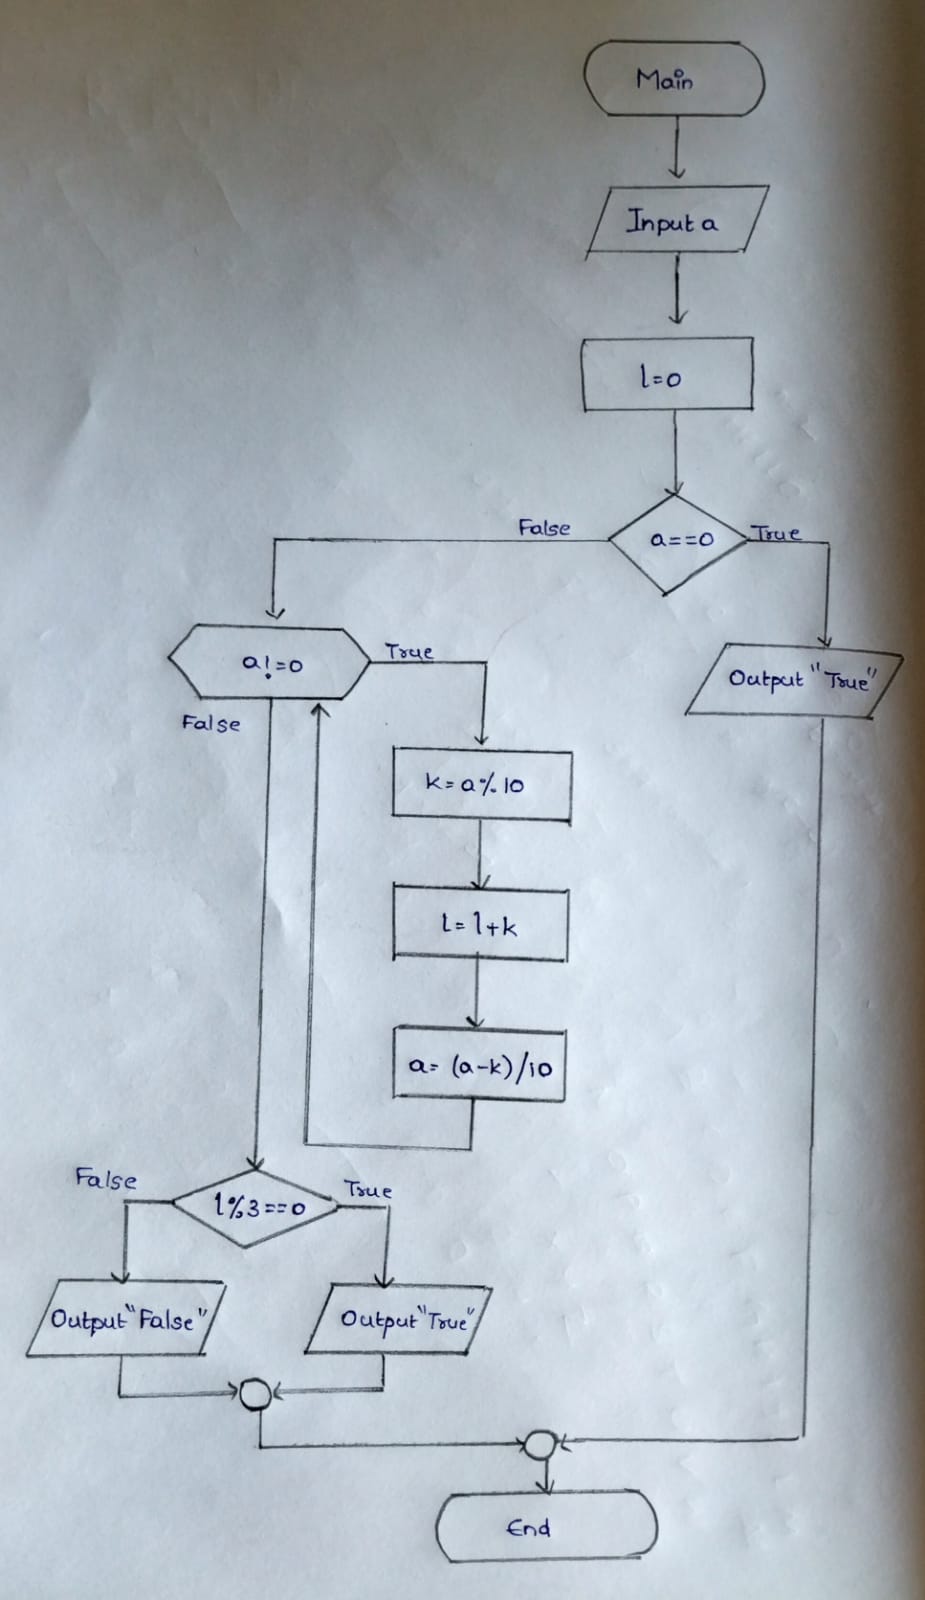 Main
Input a
l=0
a==0
False
True
a!=0
True
False
Output "True"
k=a%10
l=l+k
a=(a-k)/10
l%3==0
False
True
Output "False"
Output "True"
End